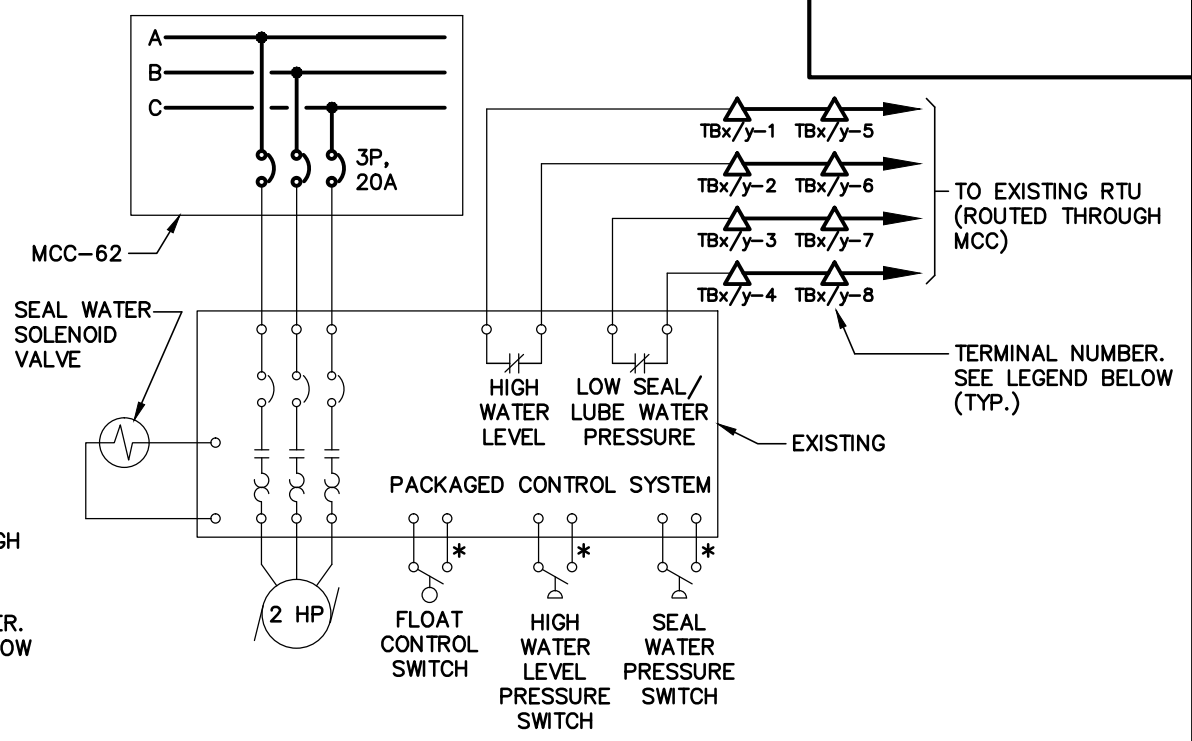 A
B
C
3P,
20A
MCC-62
TBx/y-1 TBx/y-5
TBx/y-2 TBx/y-6
TBx/y-3 TBx/y-7
TBx/y-4 TBx/y-8
TO EXISTING RTU
(ROUTED THROUGH
MCC)
SEAL WATER
SOLENOID
VALVE
TERMINAL NUMBER.
SEE LEGEND BELOW
(TYP.)
HIGH
WATER
LEVEL
LOW SEAL/
LUBE WATER
PRESSURE
EXISTING
PACKAGED CONTROL SYSTEM
GH
ER.
OW
2 HP
*
*
*
FLOAT
CONTROL
SWITCH
HIGH
WATER
LEVEL
PRESSURE
SWITCH
SEAL
WATER
PRESSURE
SWITCH